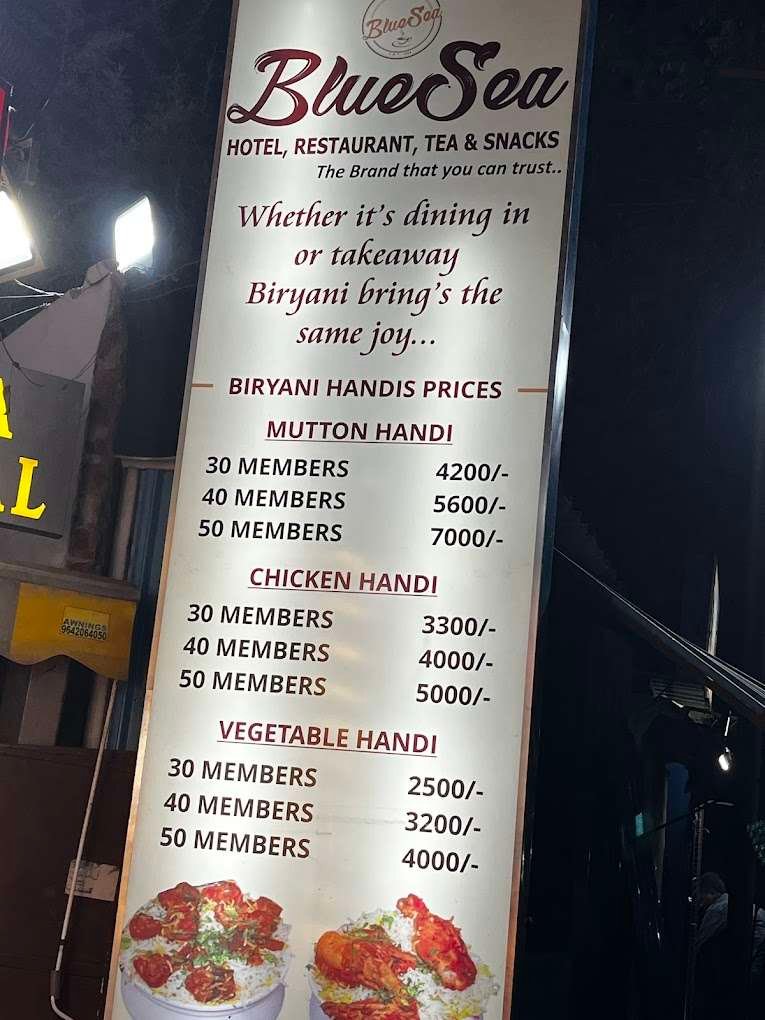 BlueSea
BlueSea
HOTEL, RESTAURANT, TEA & SNACKS
The Brand that you can trust..
Whether it's dining in
or takeaway
Biryani bring's the
same joy...
BIRYANI HANDIS PRICES
MUTTON HANDI
30 MEMBERS 4200/-
40 MEMBERS 5600/-
50 MEMBERS 7000/-
CHICKEN HANDI
30 MEMBERS 3300/-
40 MEMBERS 4000/-
50 MEMBERS 5000/-
VEGETABLE HANDI
30 MEMBERS 2500/-
40 MEMBERS 3200/-
50 MEMBERS 4000/-
A
AL
AWNINGS
9642064050